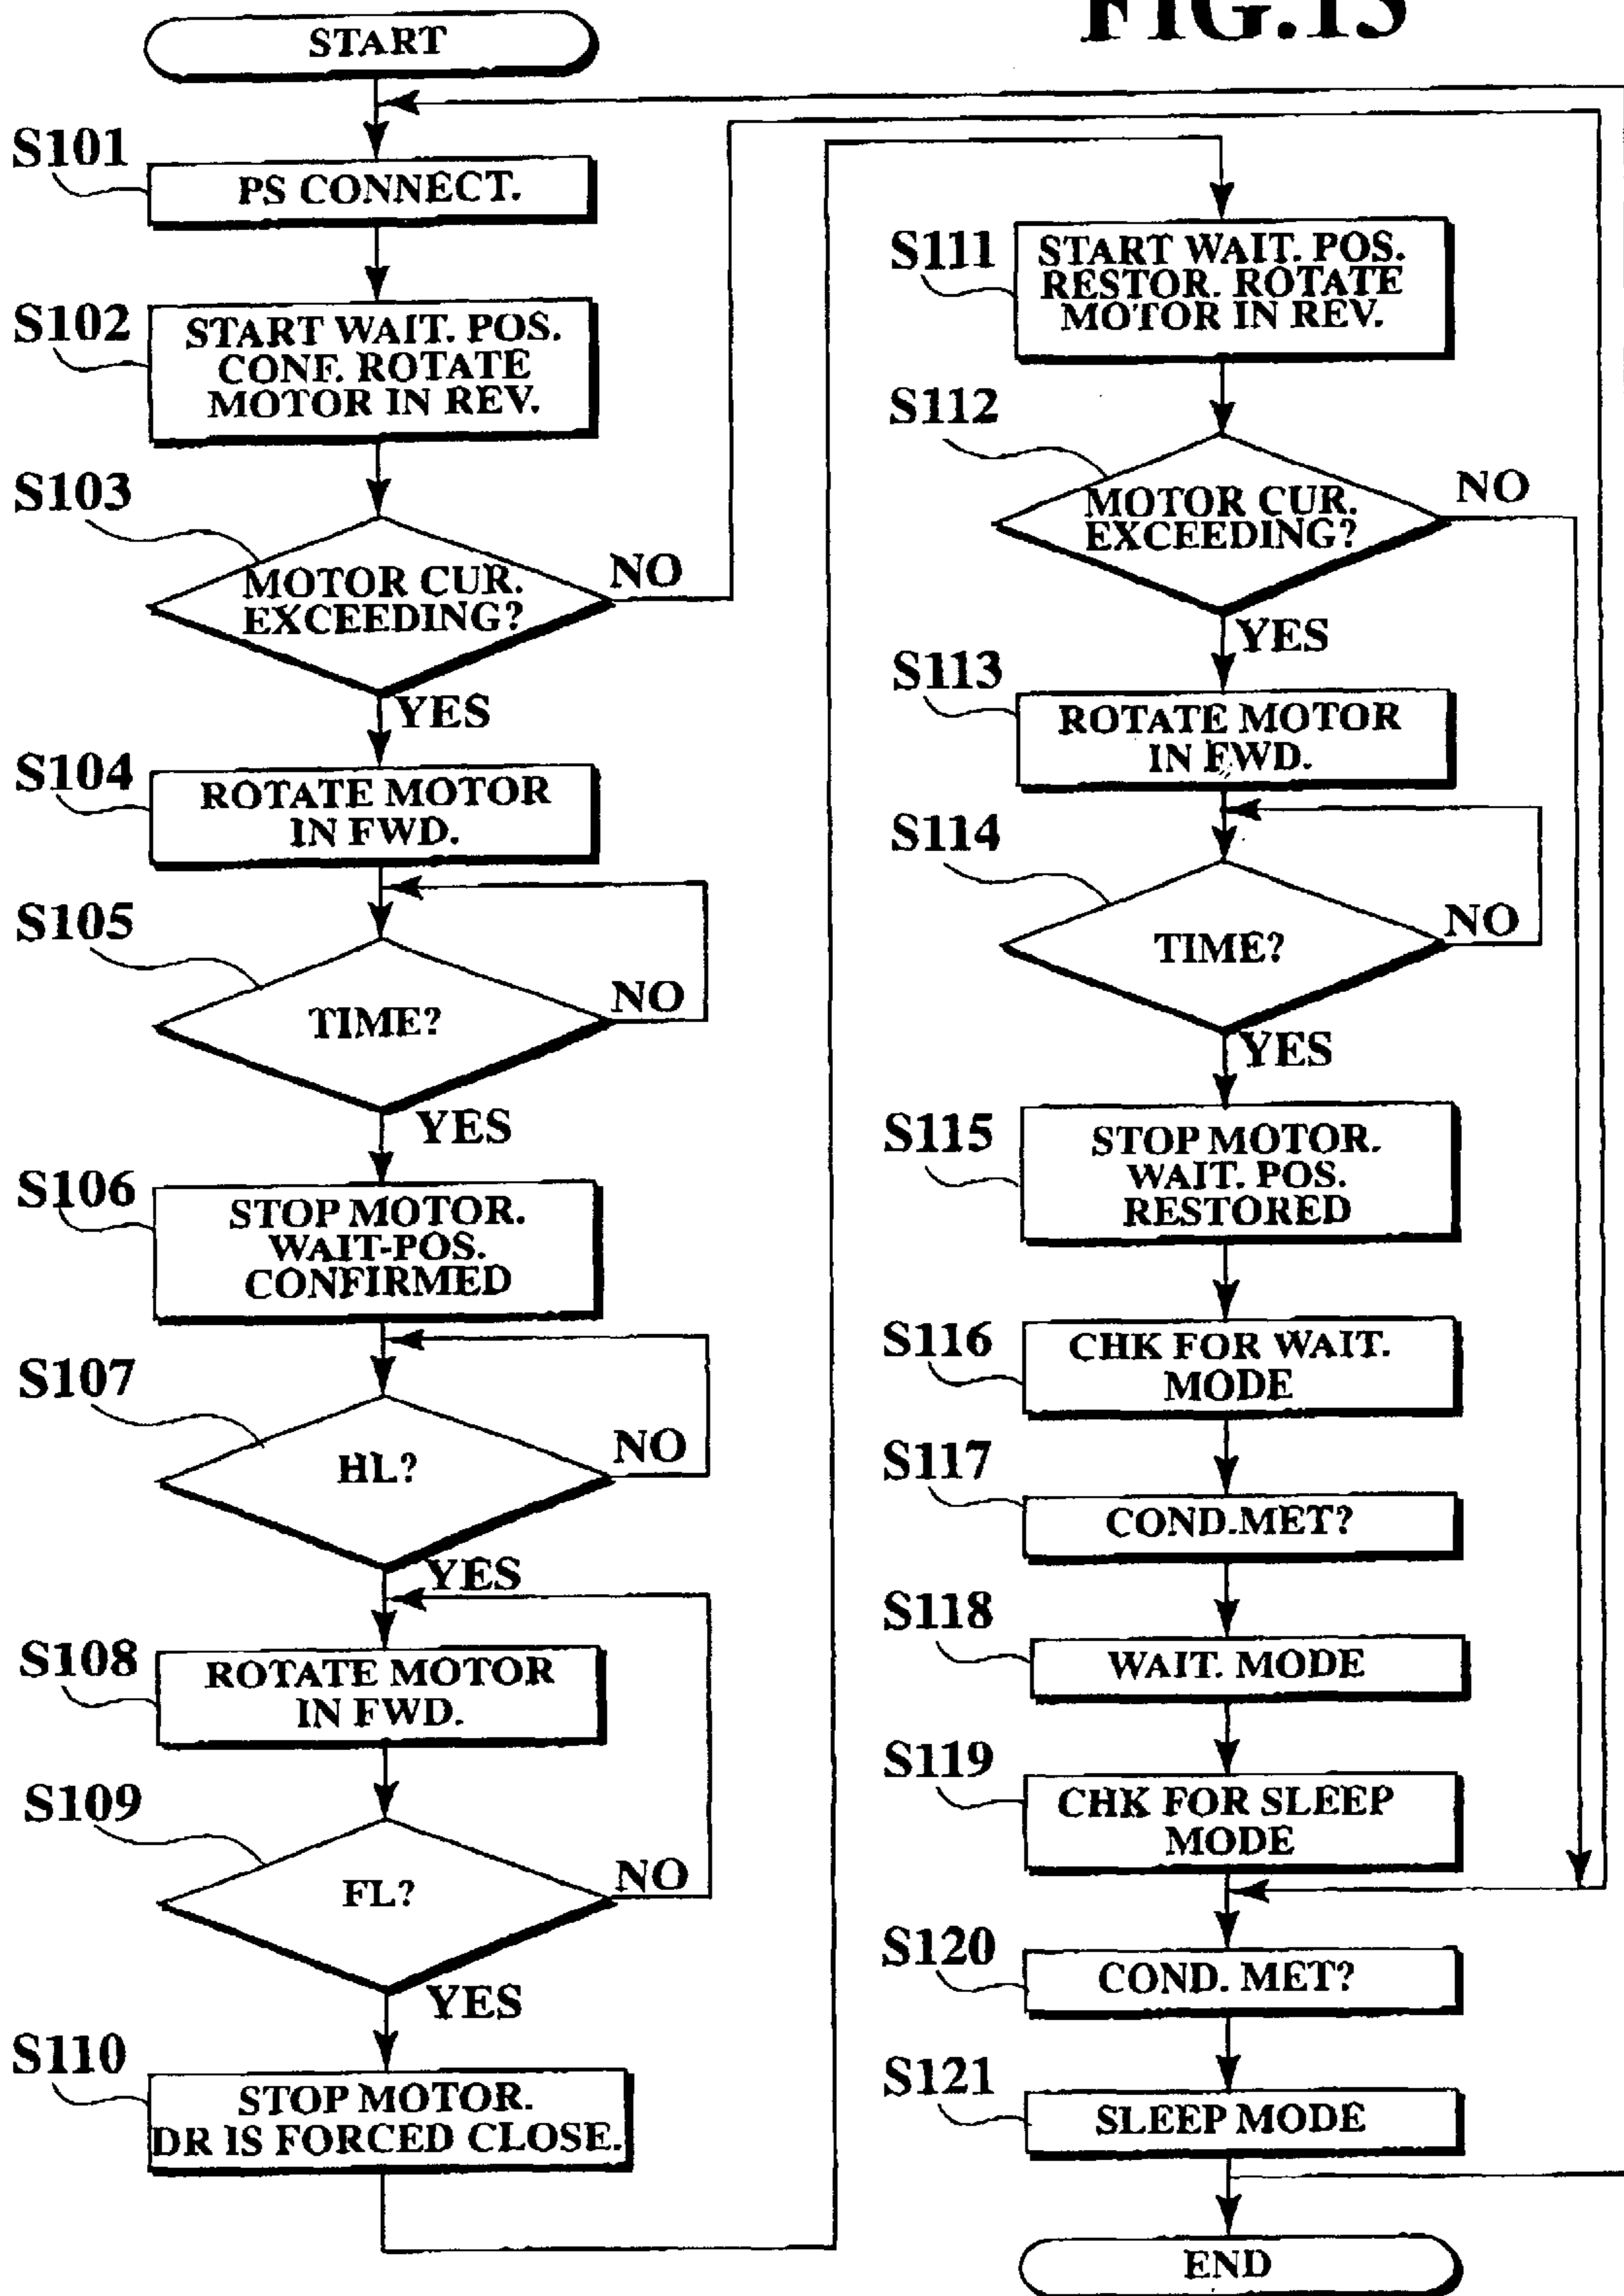 FIG.15
START
S101
PS CONNECT.
S102
START WAIT. POS.
CONF. ROTATE
MOTOR IN REV.
S103
MOTOR CUR.
EXCEEDING?
NO
YES
S104
ROTATE MOTOR
IN FWD.
S105
TIME?
NO
YES
S106
STOP MOTOR.
WAIT-POS.
CONFIRMED
S107
HL?
NO
YES
S108
ROTATE MOTOR
IN FWD.
S109
FL?
NO
YES
S110
STOP MOTOR.
DR IS FORCED CLOSE.
S111
START WAIT. POS.
RESTOR. ROTATE
MOTOR IN REV.
S112
MOTOR CUR.
EXCEEDING?
NO
YES
S113
ROTATE MOTOR
IN FWD.
S114
TIME?
NO
YES
S115
STOP MOTOR.
WAIT. POS.
RESTORED
S116
CHK FOR WAIT.
MODE
S117
COND.MET?
S118
WAIT. MODE
S119
CHK FOR SLEEP
MODE
S120
COND. MET?
S121
SLEEP MODE
END